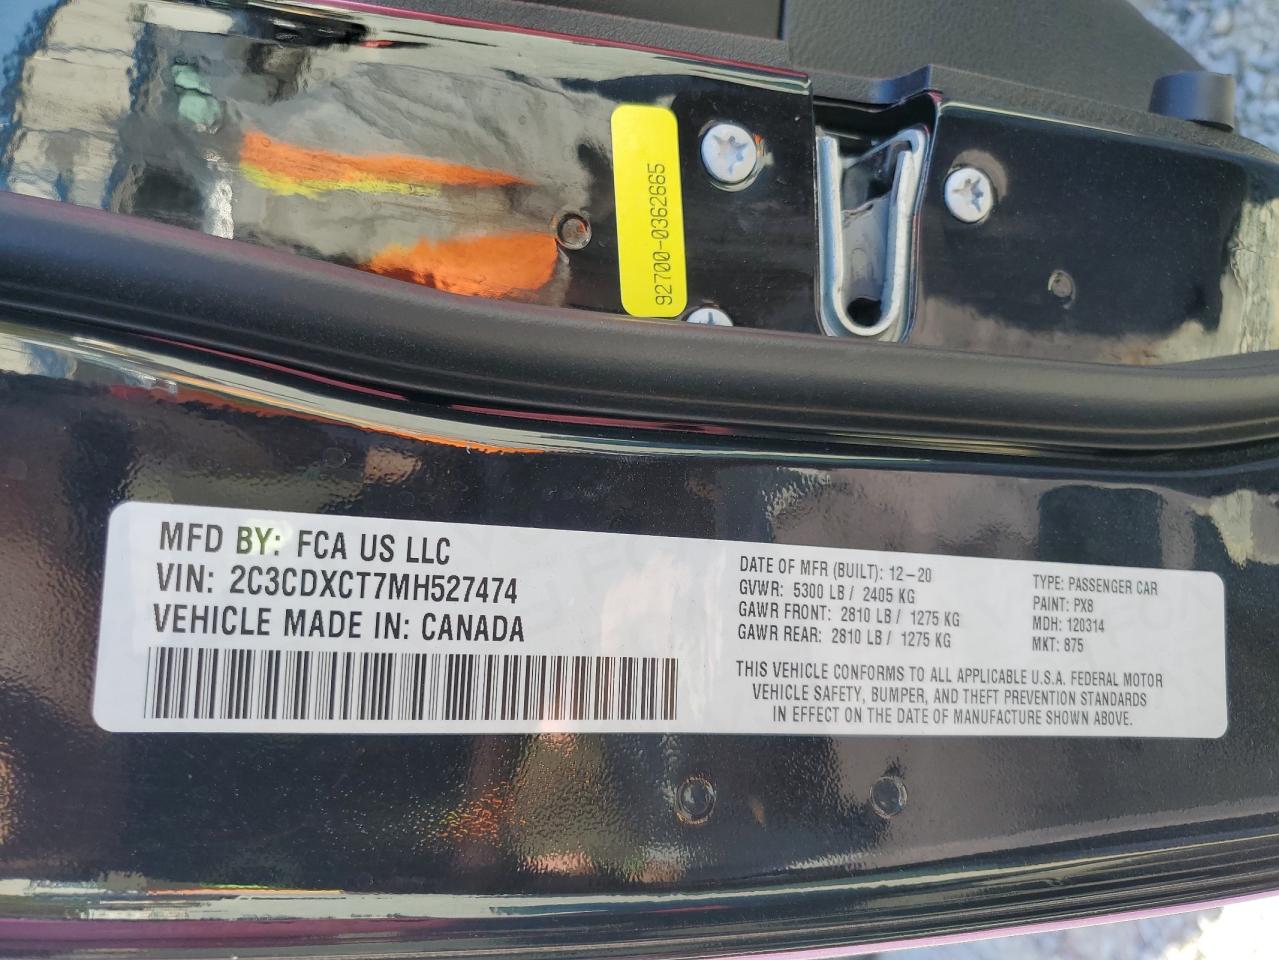 92700-0362665
MFD BY: FCA US LLC
VIN: 2C3CDXCT7MH527474
VEHICLE MADE IN: CANADA
DATE OF MFR (BUILT): 12-20
GVWR: 5300 LB / 2405 KG
GAWR FRONT: 2810 LB / 1275 KG
GAWR REAR: 2810 LB / 1275 KG
TYPE: PASSENGER CAR
PAINT: PX8
MDH: 120314
MKT: 875
THIS VEHICLE CONFORMS TO ALL APPLICABLE U.S.A. FEDERAL MOTOR
VEHICLE SAFETY, BUMPER, AND THEFT PREVENTION STANDARDS
IN EFFECT ON THE DATE OF MANUFACTURE SHOWN ABOVE.